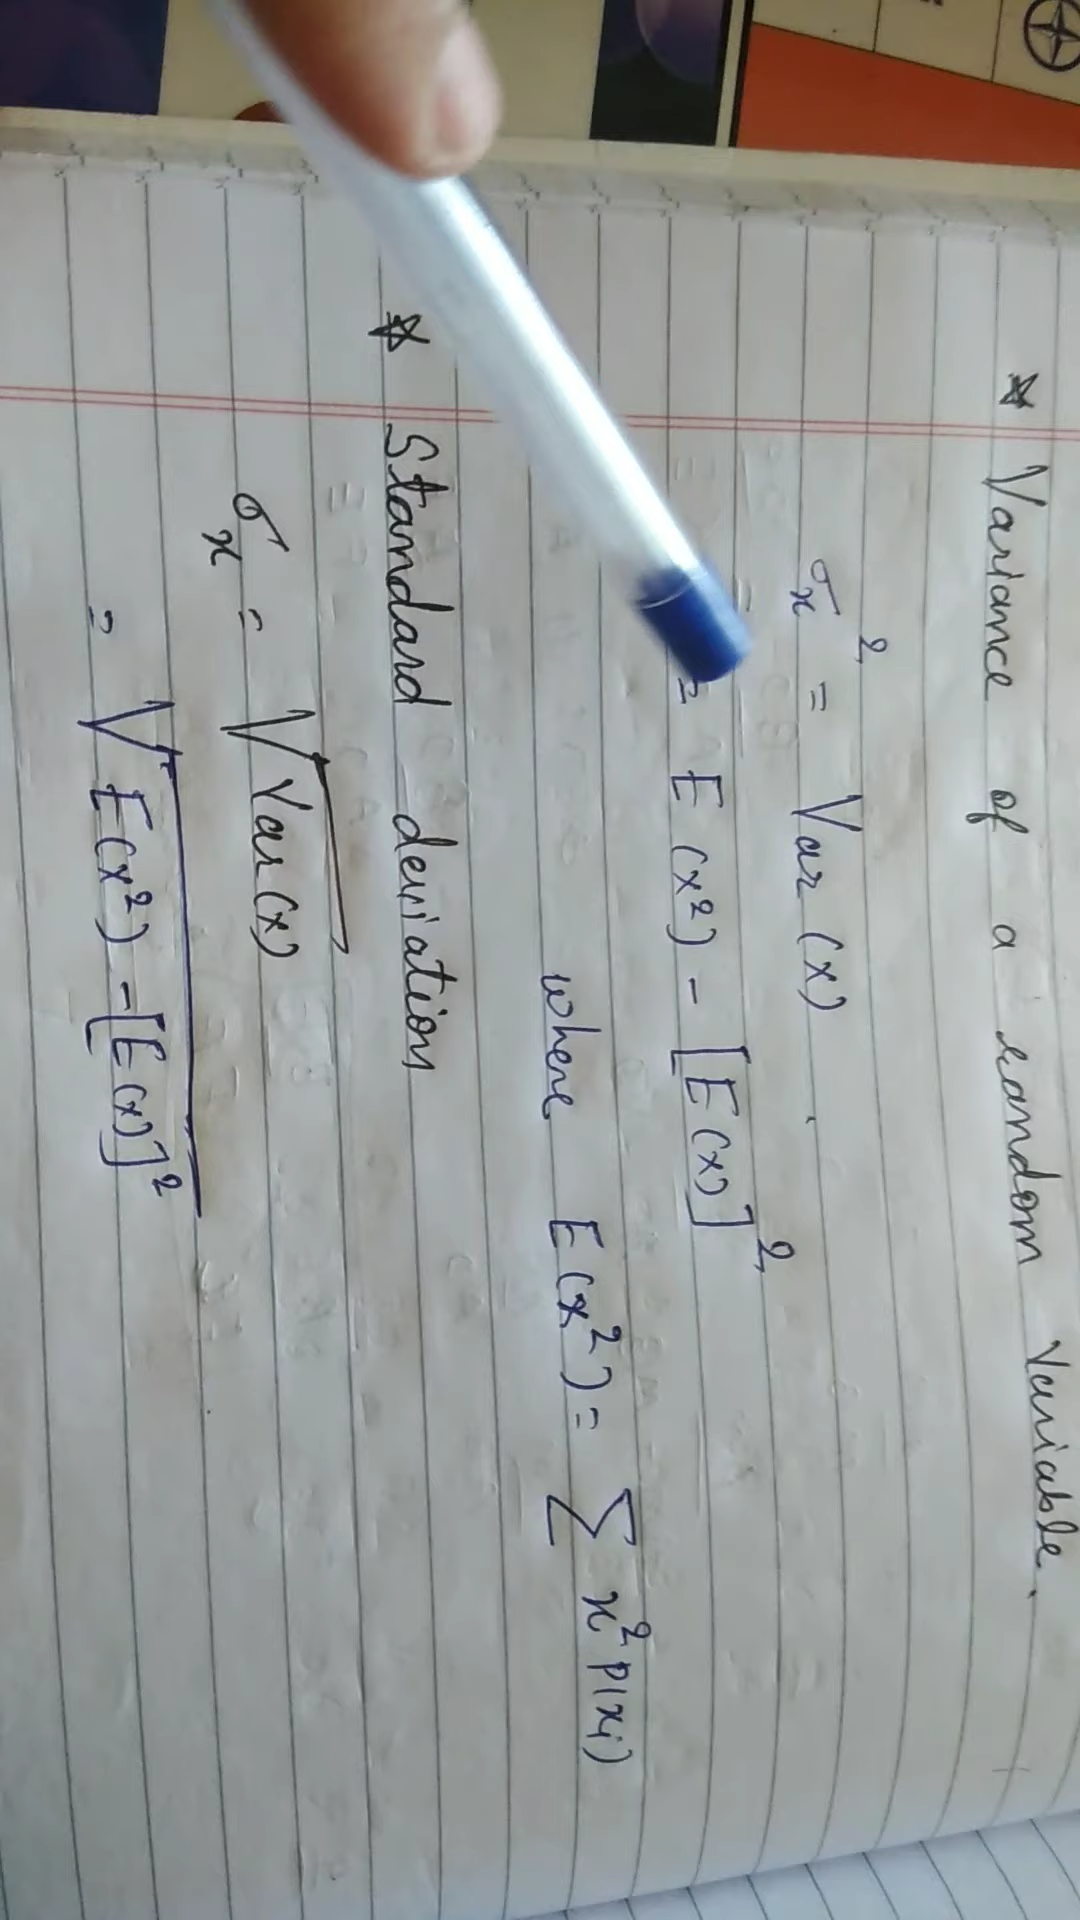 * Variance of a random variable.
σₓ² = Var (x)
= E (x²) - [E (x)]²
where E (x²) = ∑ x² P(xᵢ)
* Standard deviation
σₓ = √Var (x)
= √E(x²) - [E(x)]²